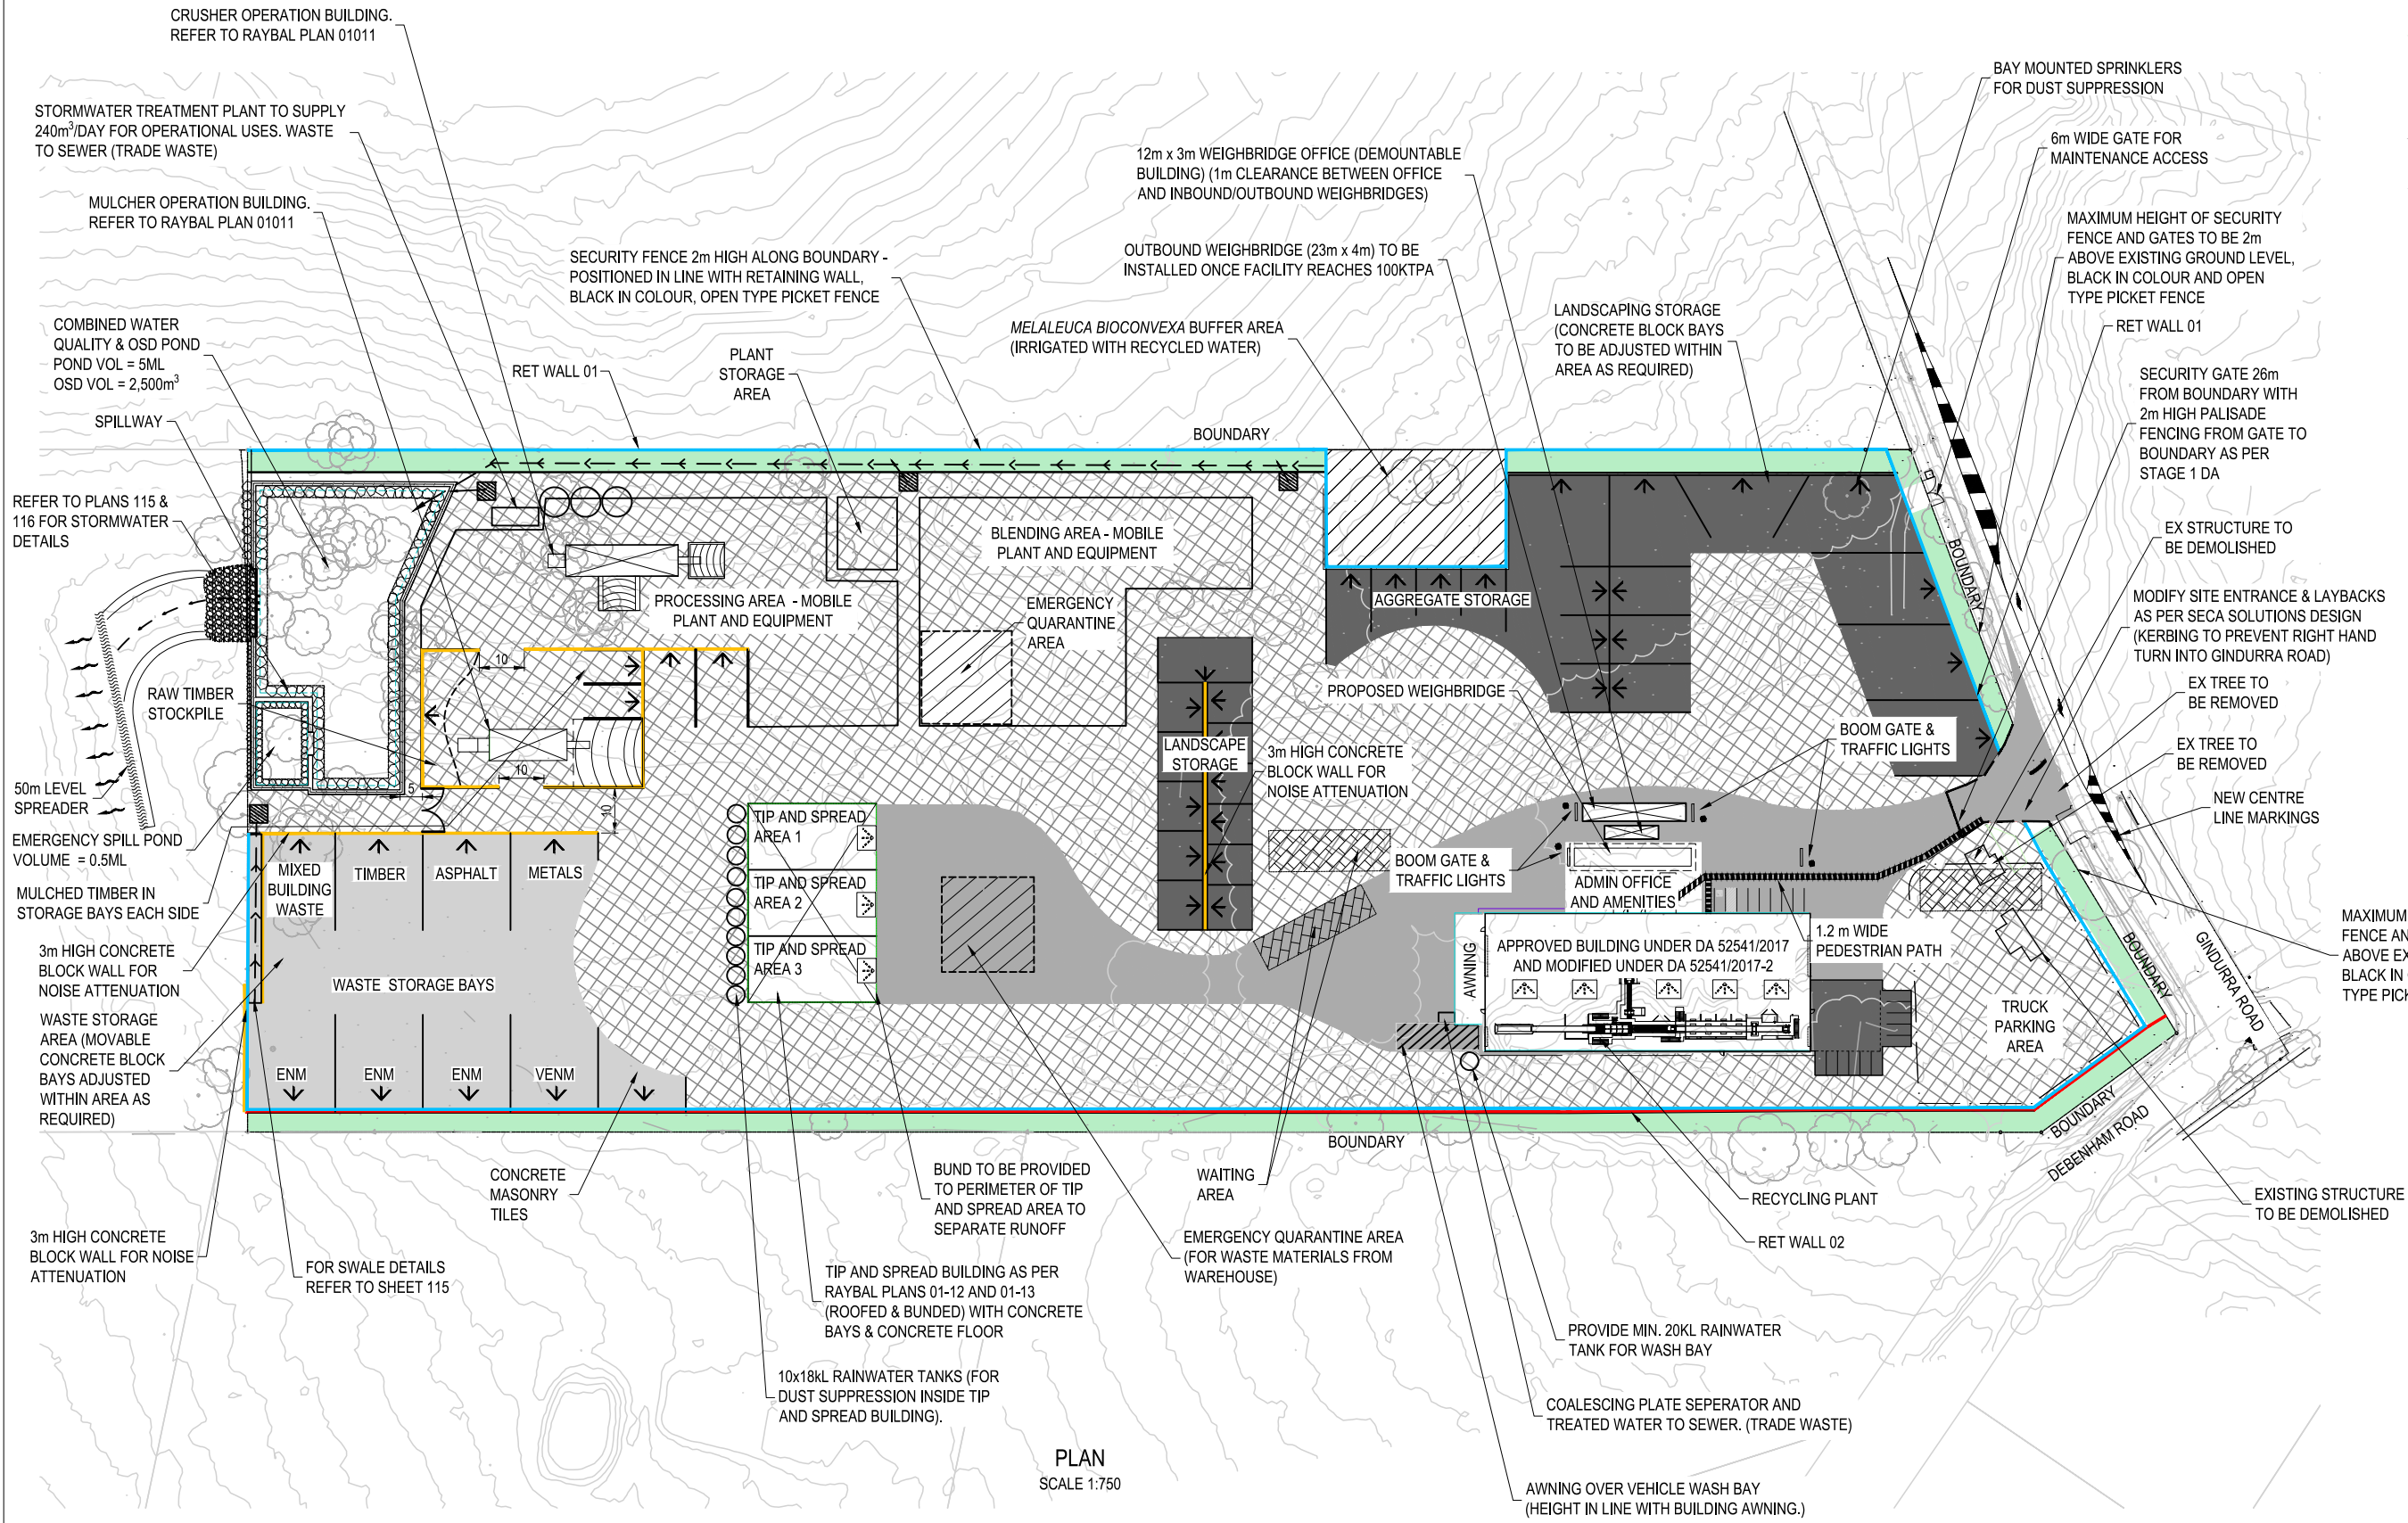 CRUSHER OPERATION BUILDING.
REFER TO RAYBAL PLAN 01011
STORMWATER TREATMENT PLANT TO SUPPLY
240m³/DAY FOR OPERATIONAL USES. WASTE
TO SEWER (TRADE WASTE)
MULCHER OPERATION BUILDING.
REFER TO RAYBAL PLAN 01011
COMBINED WATER
QUALITY & OSD POND
POND VOL = 5ML
OSD VOL = 2,500m³
SPILLWAY
REFER TO PLANS 115 &
116 FOR STORMWATER
DETAILS
RAW TIMBER
STOCKPILE
50m LEVEL
SPREADER
EMERGENCY SPILL POND
VOLUME = 0.5ML
MULCHED TIMBER IN
STORAGE BAYS EACH SIDE
3m HIGH CONCRETE
BLOCK WALL FOR
NOISE ATTENUATION
WASTE STORAGE
AREA (MOVABLE
CONCRETE BLOCK
BAYS ADJUSTED
WITHIN AREA AS
REQUIRED)
3m HIGH CONCRETE
BLOCK WALL FOR NOISE
ATTENUATION
FOR SWALE DETAILS
REFER TO SHEET 115
SECURITY FENCE 2m HIGH ALONG BOUNDARY -
POSITIONED IN LINE WITH RETAINING WALL,
BLACK IN COLOUR, OPEN TYPE PICKET FENCE
RET WALL 01
PLANT
STORAGE
AREA
12m x 3m WEIGHBRIDGE OFFICE (DEMOUNTABLE
BUILDING) (1m CLEARANCE BETWEEN OFFICE
AND INBOUND/OUTBOUND WEIGHBRIDGES)
OUTBOUND WEIGHBRIDGE (23m x 4m) TO BE
INSTALLED ONCE FACILITY REACHES 100KTPA
MELALEUCA BIOCONVEXA BUFFER AREA
(IRRIGATED WITH RECYCLED WATER)
LANDSCAPING STORAGE
(CONCRETE BLOCK BAYS
TO BE ADJUSTED WITHIN
AREA AS REQUIRED)
BAY MOUNTED SPRINKLERS
FOR DUST SUPPRESSION
6m WIDE GATE FOR
MAINTENANCE ACCESS
MAXIMUM HEIGHT OF SECURITY
FENCE AND GATES TO BE 2m
ABOVE EXISTING GROUND LEVEL,
BLACK IN COLOUR AND OPEN
TYPE PICKET FENCE
RET WALL 01
SECURITY GATE 26m
FROM BOUNDARY WITH
2m HIGH PALISADE
FENCING FROM GATE TO
BOUNDARY AS PER
STAGE 1 DA
EX STRUCTURE TO
BE DEMOLISHED
MODIFY SITE ENTRANCE & LAYBACKS
AS PER SECA SOLUTIONS DESIGN
(KERBING TO PREVENT RIGHT HAND
TURN INTO GINDURRA ROAD)
EX TREE TO
BE REMOVED
EX TREE TO
BE REMOVED
NEW CENTRE
LINE MARKINGS
MAXIMUM
FENCE AN
ABOVE EX
BLACK IN
TYPE PICK
BOUNDARY
BOUNDARY
BLENDING AREA - MOBILE
PLANT AND EQUIPMENT
PROCESSING AREA - MOBILE
PLANT AND EQUIPMENT
EMERGENCY
QUARANTINE
AREA
AGGREGATE STORAGE
10
10
5
10
PROPOSED WEIGHBRIDGE
BOOM GATE &
TRAFFIC LIGHTS
LANDSCAPE
STORAGE
3m HIGH CONCRETE
BLOCK WALL FOR
NOISE ATTENUATION
BOOM GATE &
TRAFFIC LIGHTS
ADMIN OFFICE
AND AMENITIES
TIP AND SPREAD
AREA 1
TIP AND SPREAD
AREA 2
TIP AND SPREAD
AREA 3
MIXED
BUILDING
WASTE
TIMBER
ASPHALT
METALS
WASTE STORAGE BAYS
ENM
ENM
ENM
VENM
AWNING
APPROVED BUILDING UNDER DA 52541/2017
AND MODIFIED UNDER DA 52541/2017-2
1.2 m WIDE
PEDESTRIAN PATH
TRUCK
PARKING
AREA
BOUNDARY
GINDURRA ROAD
BOUNDARY
DEBENHAM ROAD
BOUNDARY
CONCRETE
MASONRY
TILES
BUND TO BE PROVIDED
TO PERIMETER OF TIP
AND SPREAD AREA TO
SEPARATE RUNOFF
WAITING
AREA
EMERGENCY QUARANTINE AREA
(FOR WASTE MATERIALS FROM
WAREHOUSE)
TIP AND SPREAD BUILDING AS PER
RAYBAL PLANS 01-12 AND 01-13
(ROOFED & BUNDED) WITH CONCRETE
BAYS & CONCRETE FLOOR
10x18kL RAINWATER TANKS (FOR
DUST SUPPRESSION INSIDE TIP
AND SPREAD BUILDING).
RECYCLING PLANT
RET WALL 02
EXISTING STRUCTURE
TO BE DEMOLISHED
PROVIDE MIN. 20KL RAINWATER
TANK FOR WASH BAY
COALESCING PLATE SEPERATOR AND
TREATED WATER TO SEWER. (TRADE WASTE)
AWNING OVER VEHICLE WASH BAY
(HEIGHT IN LINE WITH BUILDING AWNING.)
PLAN
SCALE 1:750